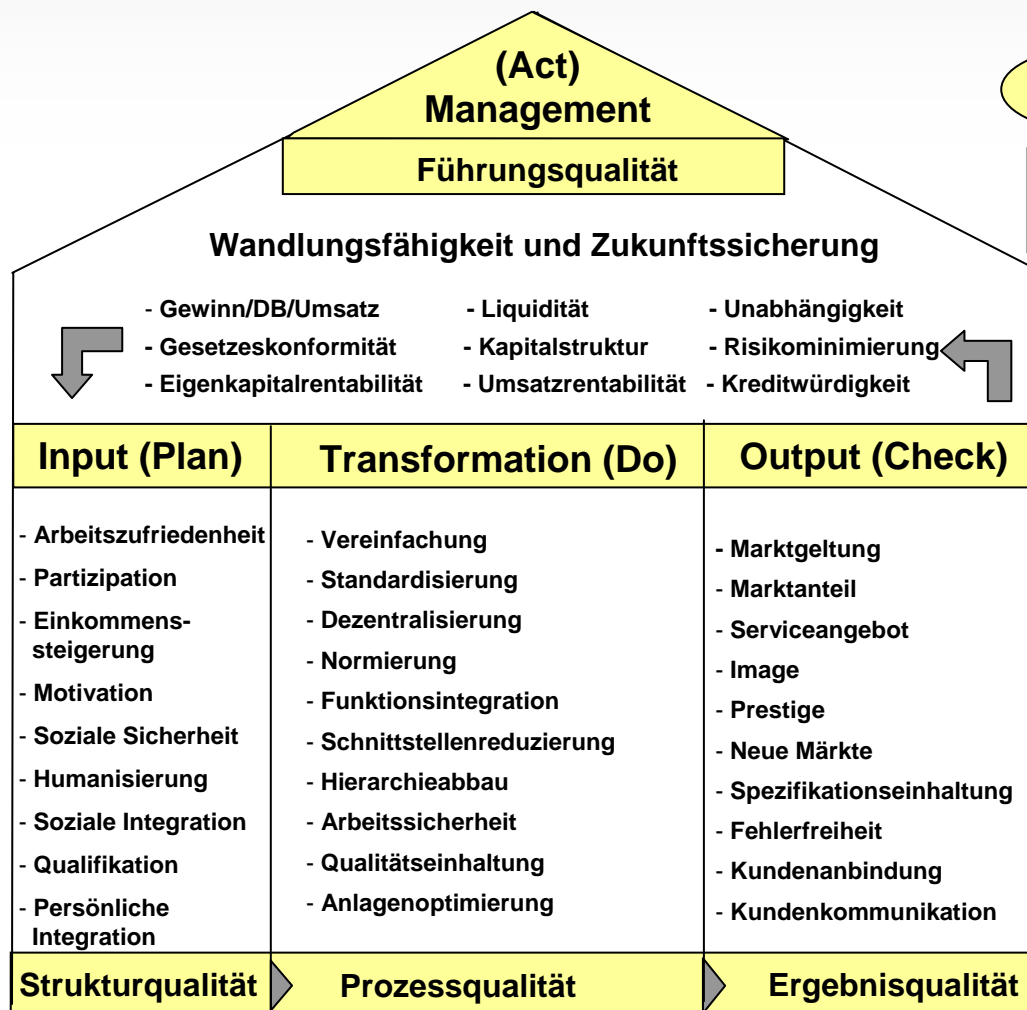 (Act)
Management
Führungsqualität
Wandlungsfähigkeit und Zukunftssicherung
- Gewinn/DB/Umsatz
- Gesetzeskonformität
- Eigenkapitalrentabilität
- Liquidität
- Kapitalstruktur
- Umsatzrentabilität
- Unabhängigkeit
- Risikominimierung
- Kreditwürdigkeit
Input (Plan)
- Arbeitszufriedenheit
- Partizipation
- Einkommens-
steigerung
- Motivation
- Soziale Sicherheit
- Humanisierung
- Soziale Integration
- Qualifikation
- Persönliche
Integration
Strukturqualität
Transformation (Do)
- Vereinfachung
- Standardisierung
- Dezentralisierung
- Normierung
- Funktionsintegration
- Schnittstellenreduzierung
- Hierarchieabbau
- Arbeitssicherheit
- Qualitätseinhaltung
- Anlagenoptimierung
Prozessqualität
Output (Check)
- Marktgeltung
- Marktanteil
- Serviceangebot
- Image
- Prestige
- Neue Märkte
- Spezifikationseinhaltung
- Fehlerfreiheit
- Kundenanbindung
- Kundenkommunikation
Ergebnisqualität